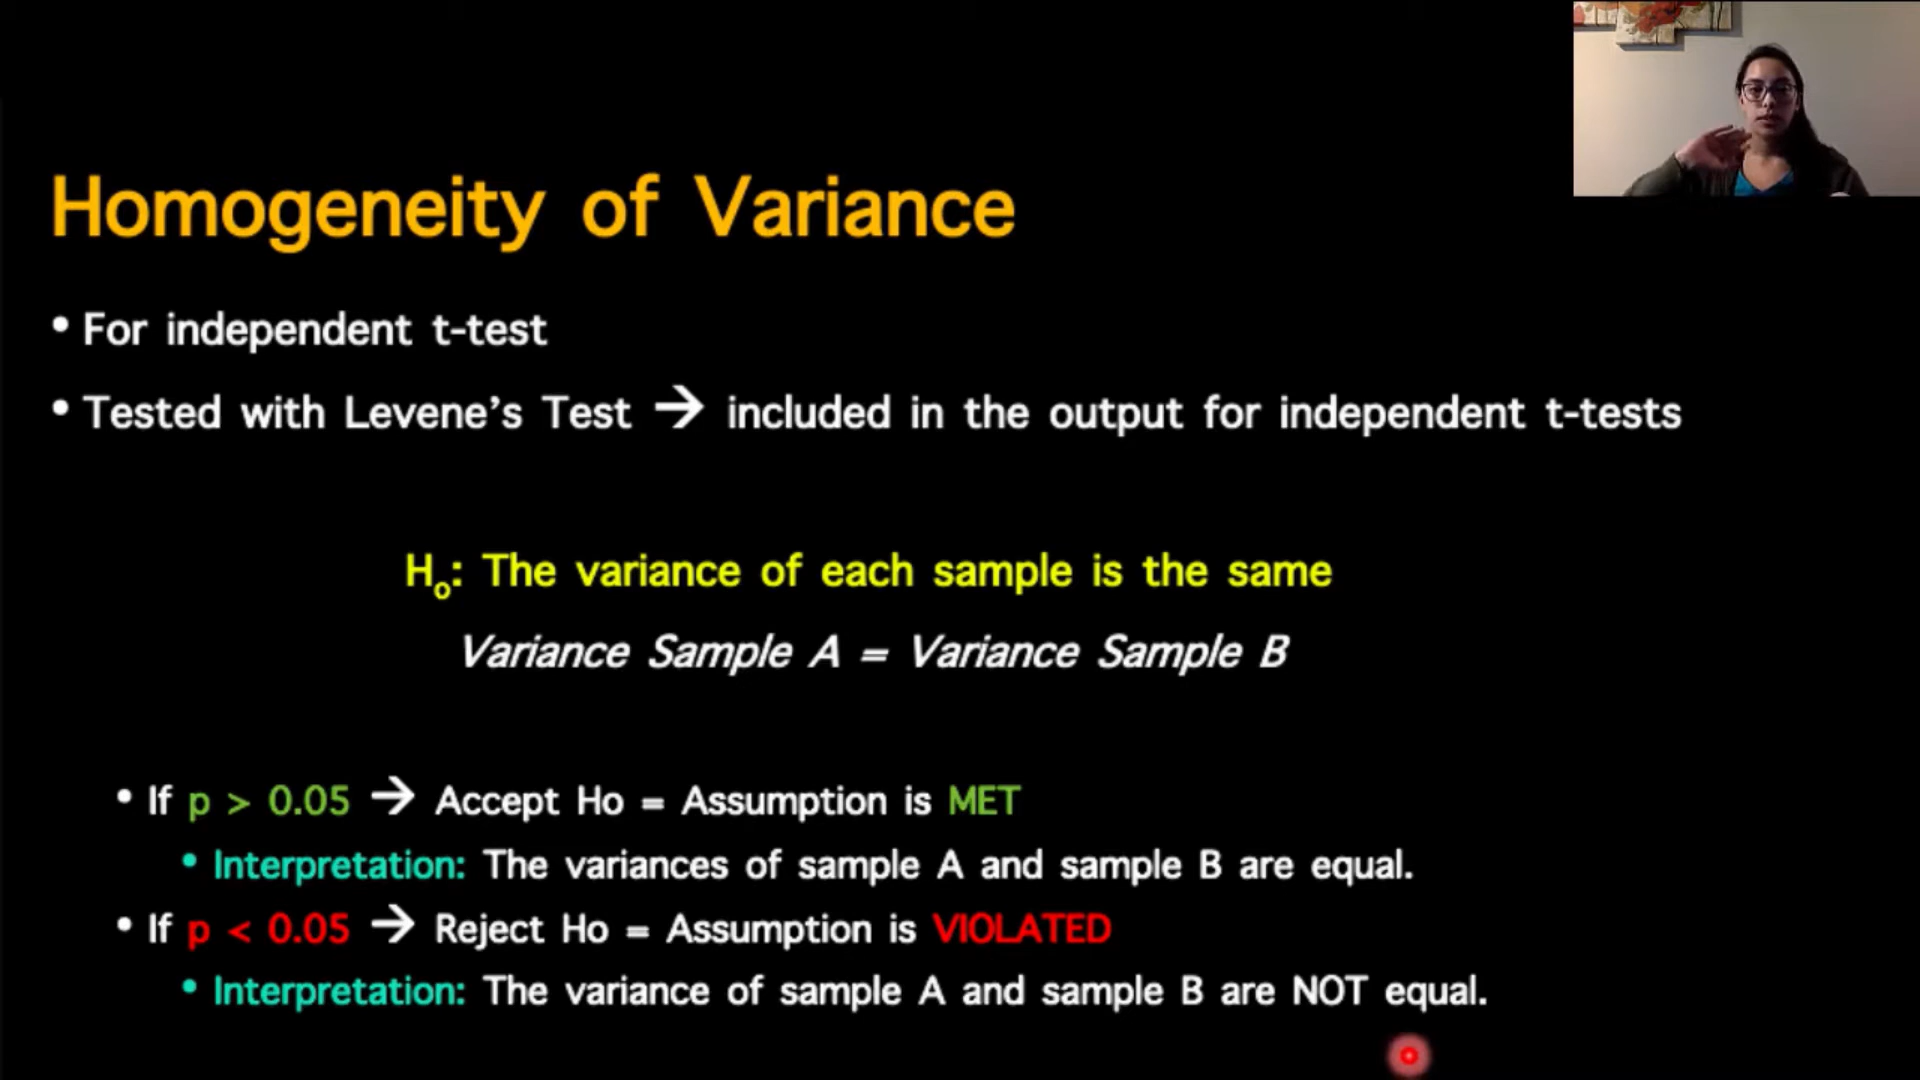 Homogeneity of Variance
• For independent t-test
• Tested with Levene’s Test → included in the output for independent t-tests
Ho: The variance of each sample is the same
Variance Sample A = Variance Sample B
• If p > 0.05 → Accept Ho = Assumption is MET
• Interpretation: The variances of sample A and sample B are equal.
• If p < 0.05 → Reject Ho = Assumption is VIOLATED
• Interpretation: The variance of sample A and sample B are NOT equal.